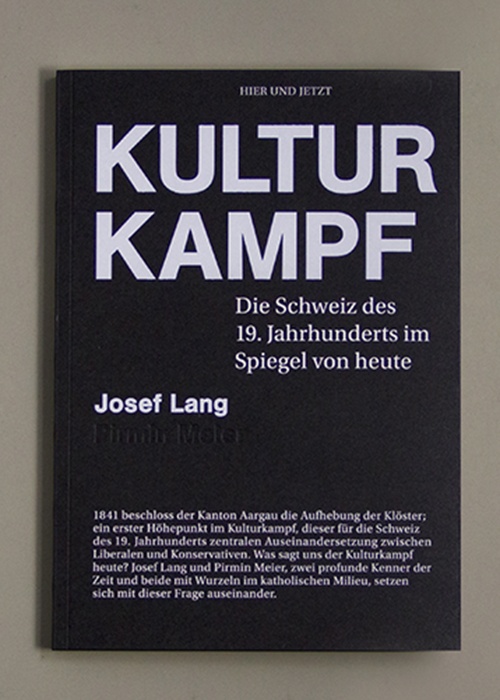 HIER UND JETZT
KULTUR
KAMPF
Die Schweiz des
19. Jahrhunderts im
Spiegel von heute
Josef Lang
Pirmin Meier
1841 beschloss der Kanton Aargau die Aufhebung der Klöster;
ein erster Höhepunkt im Kulturkampf, dieser für die Schweiz
des 19. Jahrhunderts zentralen Auseinandersetzung zwischen
Liberalen und Konservativen. Was sagt uns der Kulturkampf
heute? Josef Lang und Pirmin Meier, zwei profunde Kenner der
Zeit und beide mit Wurzeln im katholischen Milieu, setzen
sich mit dieser Frage auseinander.